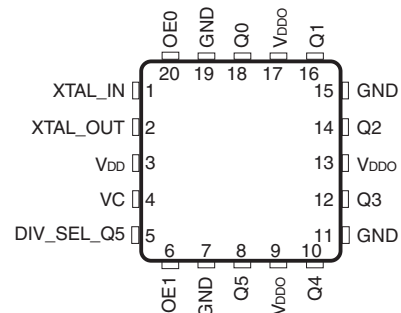 OE0 GND Q0 VDDO Q1
20 19 18 17 16
XTAL_IN 1 15 GND
XTAL_OUT 2 14 Q2
VDD 3 13 VDDO
VC 4 12 Q3
DIV_SEL_Q5 5 11 GND
6 7 8 9 10
OE1 GND Q5 VDDO Q4